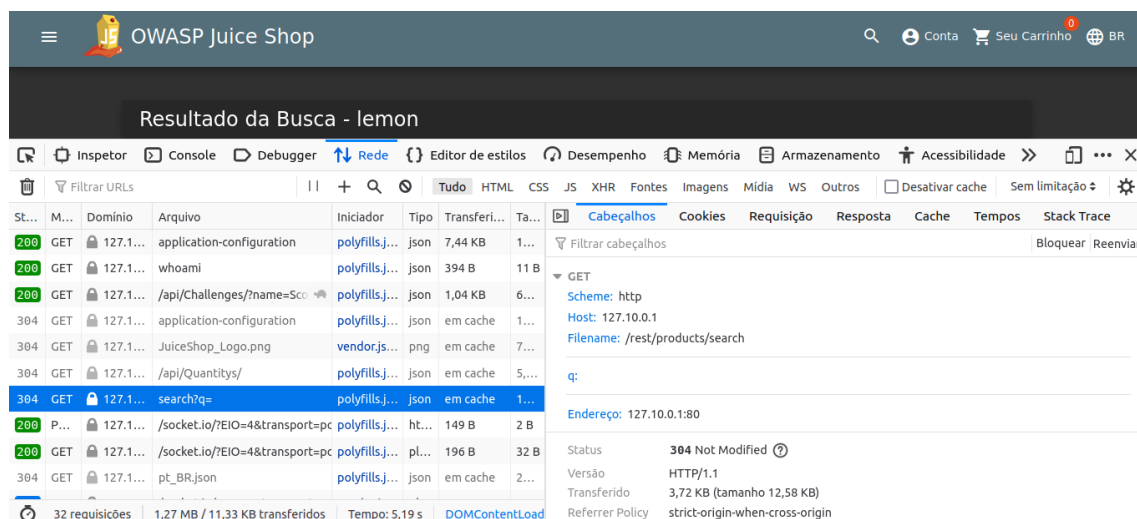 OWASP Juice Shop
Conta
0
Seu Carrinho
BR
Resultado da Busca - lemon
Inspetor Console Debugger Rede Editor de estilos Desempenho Memória Armazenamento Acessibilidade
Filtrar URLs
Tudo HTML CSS JS XHR Fontes Imagens Mídia WS Outros Desativar cache Sem limitação
St... M... Domínio Arquivo Iniciador Tipo Transferi... Ta...
200 GET 127.1... application-configuration polyfills.j... json 7,44 KB 1...
200 GET 127.1... whoami polyfills.j... json 394 B 11 B
200 GET 127.1... /api/Challenges/?name=Sco polyfills.j... json 1,04 KB 6...
304 GET 127.1... application-configuration polyfills.j... json em cache 1...
304 GET 127.1... JuiceShop_Logo.png vendor.js... png em cache 7...
304 GET 127.1... /api/Quantitys/ polyfills.j... json em cache 5,...
304 GET 127.1... search?q= polyfills.j... json em cache 1...
200 P... 127.1... /socket.io/?EIO=4&transport=pc polyfills.j... ht... 149 B 2 B
200 GET 127.1... /socket.io/?EIO=4&transport=pc polyfills.j... pl... 196 B 32 B
304 GET 127.1... pt_BR.json polyfills.j... json em cache 2...
32 requisições 1,27 MB / 11,33 KB transferidos Tempo: 5,19 s DOMContentLoad
Cabeçalhos Cookies Requisição Resposta Cache Tempos Stack Trace
Filtrar cabeçalhos Bloquear Reenviar
GET
Scheme: http
Host: 127.10.0.1
Filename: /rest/products/search
q:
Endereço: 127.10.0.1:80
Status 304 Not Modified
Versão HTTP/1.1
Transferido 3,72 KB (tamanho 12,58 KB)
Referrer Policy strict-origin-when-cross-origin